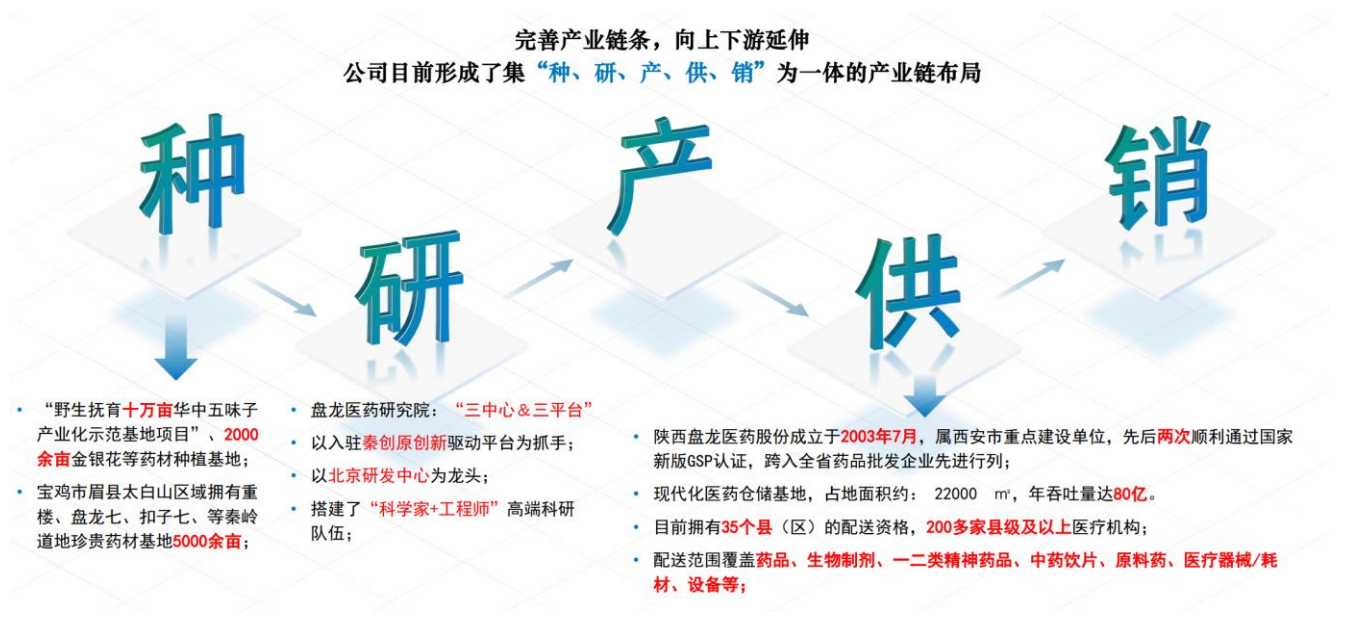 完善产业链条，向上下游延伸
公司目前形成了集“种、研、产、供、销”为一体的产业链布局
种
研
产
供
销
• “野生抚育十万亩华中五味子
产业化示范基地项目”、2000
余亩金银花等药材种植基地；
• 宝鸡市眉县太白山区域拥有重
楼、盘龙七、扣子七、等秦岭
道地珍贵药材基地5000余亩；
• 盘龙医药研究院：“三中心＆三平台”
• 以入驻秦创原创新驱动平台为抓手；
• 以北京研发中心为龙头；
• 搭建了“科学家+工程师”高端科研
队伍；
• 陕西盘龙医药股份成立于2003年7月，属西安市重点建设单位，先后两次顺利通过国家
新版GSP认证，跨入全省药品批发企业先进行列；
• 现代化医药仓储基地，占地面积约： 22000 ㎡，年吞吐量达80亿。
• 目前拥有35个县（区）的配送资格，200多家县级及以上医疗机构；
• 配送范围覆盖药品、生物制剂、一二类精神药品、中药饮片、原料药、医疗器械/耗
材、设备等；